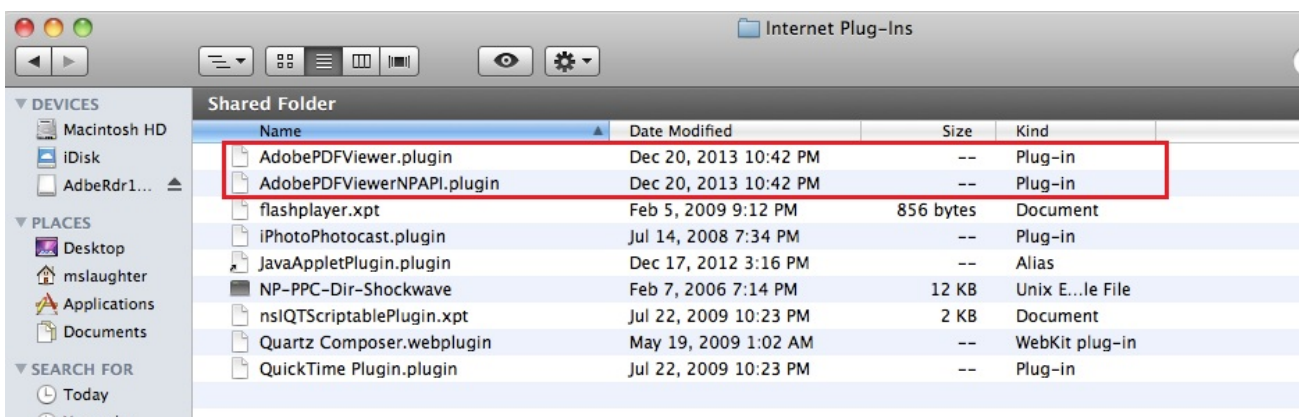 Internet Plug-Ins
DEVICES
Macintosh HD
iDisk
AdbeRdr1...
PLACES
Desktop
mslaughter
Applications
Documents
SEARCH FOR
Today
Shared Folder
Name Date Modified Size Kind
AdobePDFViewer.plugin Dec 20, 2013 10:42 PM -- Plug-in
AdobePDFViewerNPAPI.plugin Dec 20, 2013 10:42 PM -- Plug-in
flashplayer.xpt Feb 5, 2009 9:12 PM 856 bytes Document
iPhotoPhotocast.plugin Jul 14, 2008 7:34 PM -- Plug-in
JavaAppletPlugin.plugin Dec 17, 2012 3:16 PM -- Alias
NP-PPC-Dir-Shockwave Feb 7, 2006 7:14 PM 12 KB Unix E...le File
nsIQTScriptablePlugin.xpt Jul 22, 2009 10:23 PM 2 KB Document
Quartz Composer.webplugin May 19, 2009 1:02 AM -- WebKit plug-in
QuickTime Plugin.plugin Jul 22, 2009 10:23 PM -- Plug-in